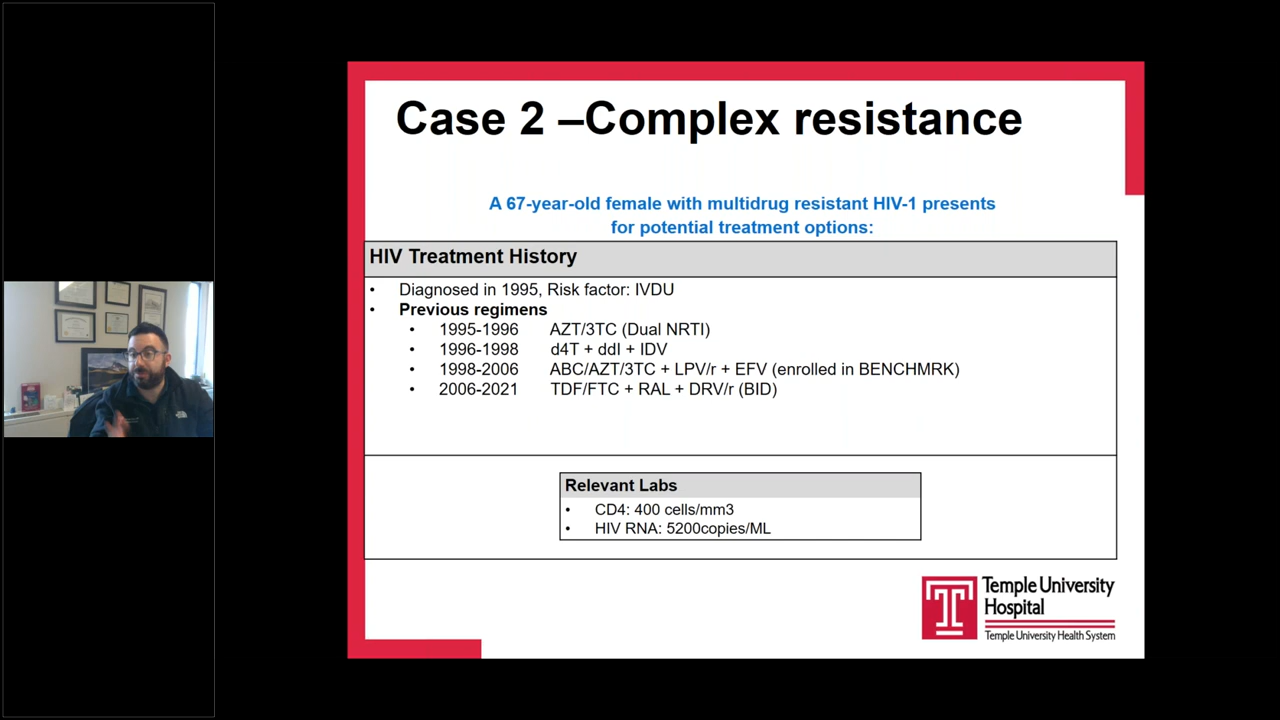 Case 2 –Complex resistance
A 67-year-old female with multidrug resistant HIV-1 presents
for potential treatment options:
HIV Treatment History
• Diagnosed in 1995, Risk factor: IVDU
• Previous regimens
• 1995-1996 AZT/3TC (Dual NRTI)
• 1996-1998 d4T + ddI + IDV
• 1998-2006 ABC/AZT/3TC + LPV/r + EFV (enrolled in BENCHMRK)
• 2006-2021 TDF/FTC + RAL + DRV/r (BID)
Relevant Labs
• CD4: 400 cells/mm3
• HIV RNA: 5200copies/ML
Temple University
Hospital
Temple University Health System